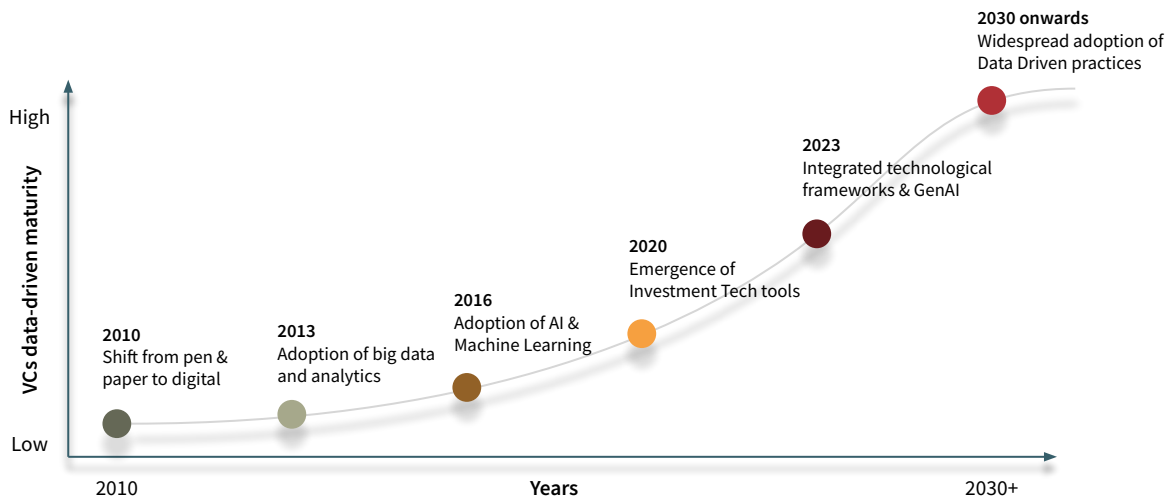 2030 onwards
Widespread adoption of
Data Driven practices
High
2023
Integrated technological
frameworks & GenAI
VCs data-driven maturity
2020
Emergence of
Investment Tech tools
2016
Adoption of AI &
Machine Learning
2013
Adoption of big data
and analytics
2010
Shift from pen &
paper to digital
Low
2010
Years
2030+